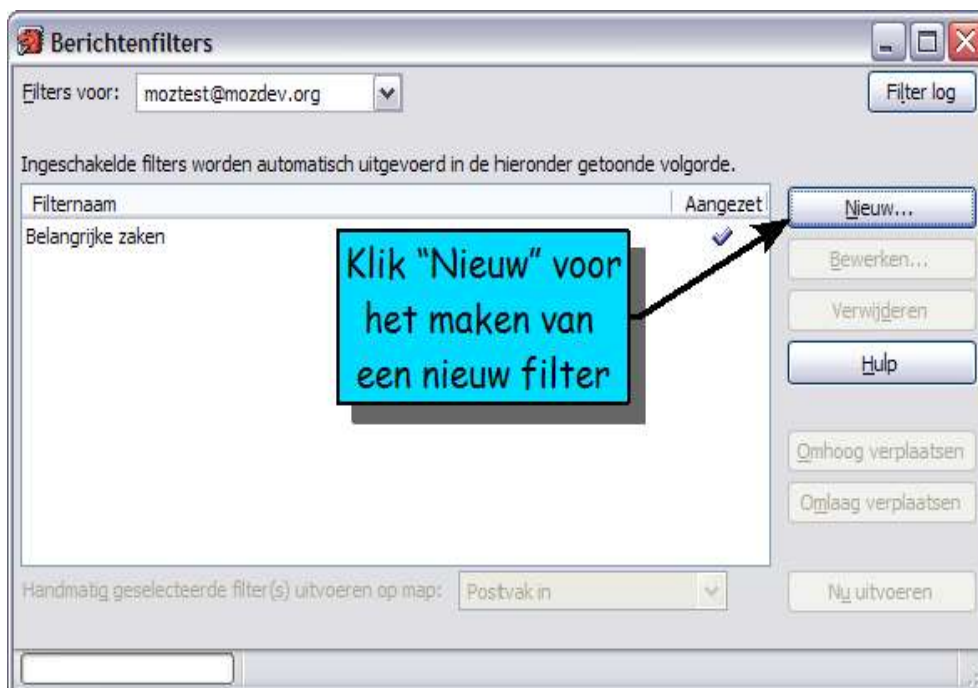 Berichtenfilters
Filters voor: moztest@mozdev.org Filter log
Ingeschakelde filters worden automatisch uitgevoerd in de hieronder getoonde volgorde.
Filternaam Aangezet
Belangrijke zaken
Klik "Nieuw" voor
het maken van
een nieuw filter
Nieuw...
Bewerken...
Verwijderen
Hulp
Omhoog verplaatsen
Omlaag verplaatsen
Handmatig geselecteerde filter(s) uitvoeren op map: Postvak in Nu uitvoeren